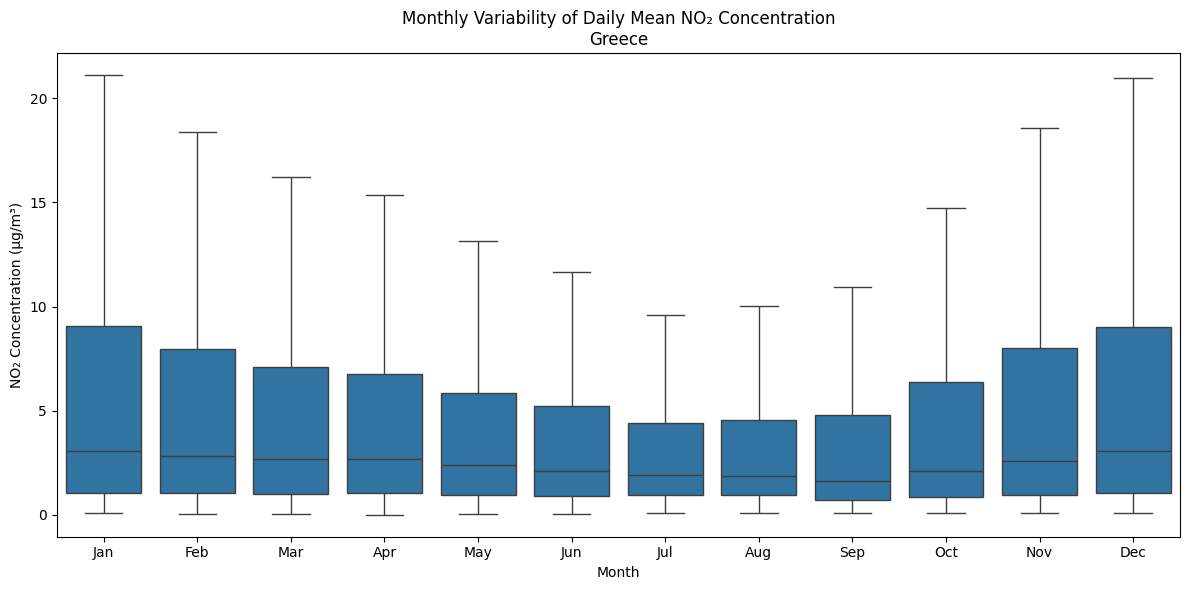 Monthly Variability of Daily Mean NO₂ Concentration
Greece
NO₂ Concentration (µg/m³)
20
15
10
5
0
Jan Feb Mar Apr May Jun Jul Aug Sep Oct Nov Dec
Month